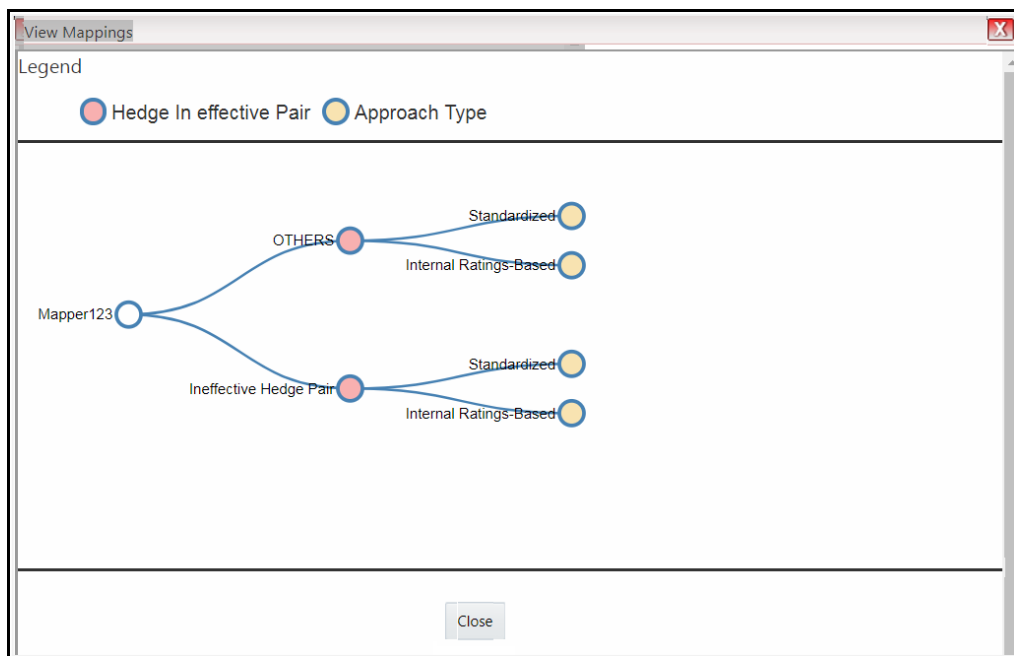 View Mappings
X
Legend
Hedge In effective Pair Approach Type
Standardized
OTHERS
Internal Ratings-Based
Mapper123
Standardized
Ineffective Hedge Pair
Internal Ratings-Based
Close